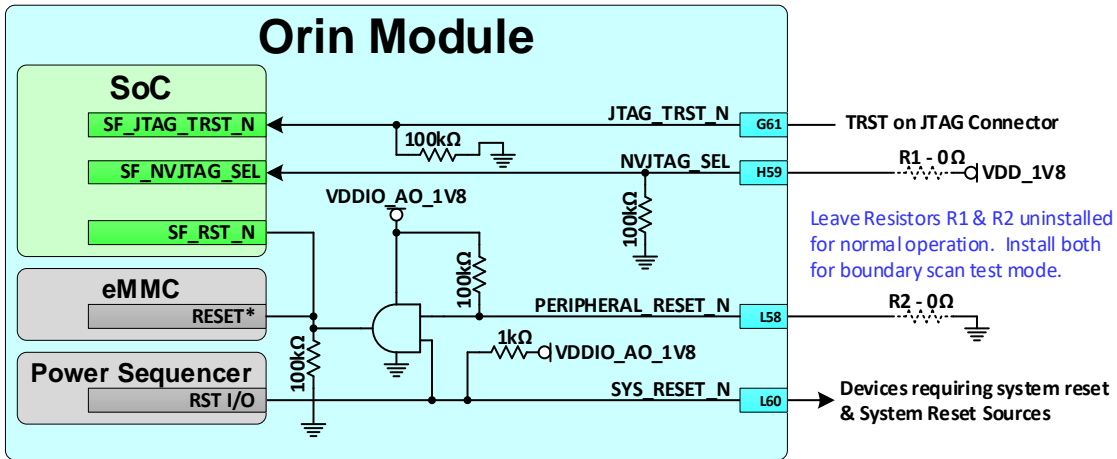 Orin Module
SoC
SF_JTAG_TRST_N
JTAG_TRST_N
G61
TRST on JTAG Connector
100kΩ
SF_NVJTAG_SEL
NVJTAG_SEL
H59
R1 - 0Ω
VDD_1V8
VDDIO_AO_1V8
100kΩ
Leave Resistors R1 & R2 uninstalled
for normal operation. Install both
for boundary scan test mode.
SF_RST_N
100kΩ
eMMC
RESET*
PERIPHERAL_RESET_N
L58
R2 - 0Ω
100kΩ
1kΩ
VDDIO_AO_1V8
Power Sequencer
RST I/O
SYS_RESET_N
L60
Devices requiring system reset
& System Reset Sources